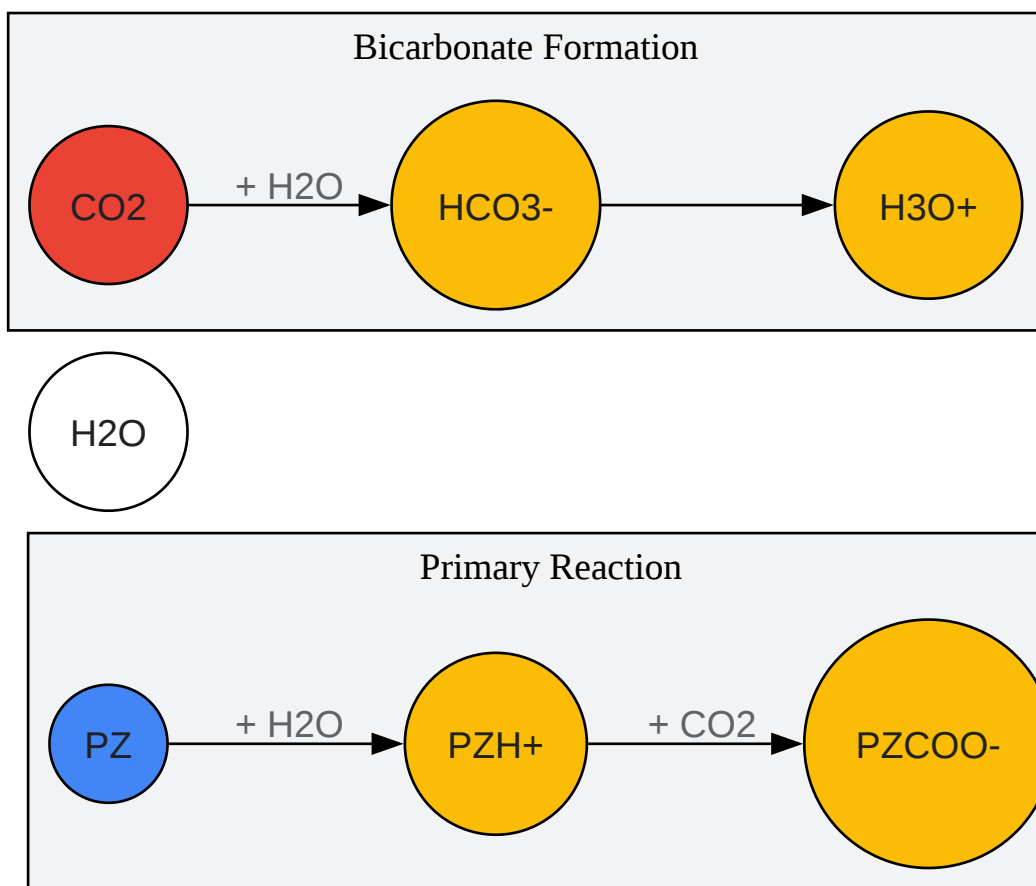 Bicarbonate Formation
CO2
+ H2O
HCO3-
H3O+
H2O
Primary Reaction
PZ
+ H2O
PZH+
+ CO2
PZCOO-